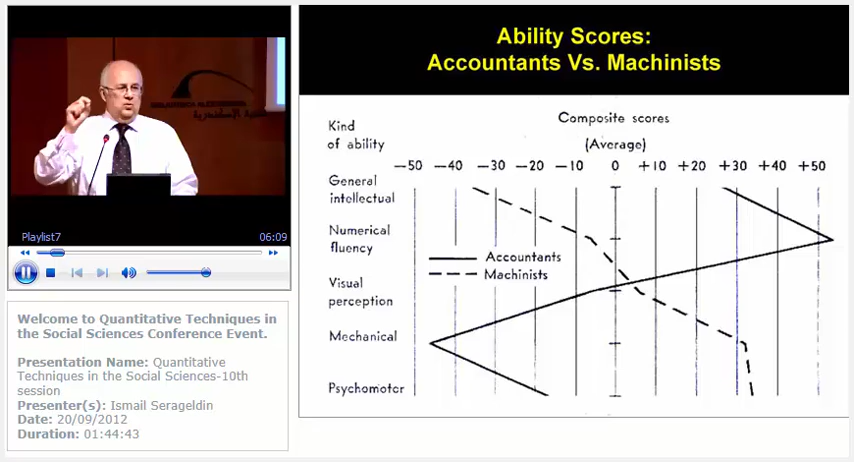 Playlist7
06:09
Welcome to Quantitative Techniques in
the Social Sciences Conference Event.
Presentation Name: Quantitative
Techniques in the Social Sciences-10th
session
Presenter(s): Ismail Serageldin
Date: 20/09/2012
Duration: 01:44:43
Ability Scores:
Accountants Vs. Machinists
Composite scores
(Average)
Kind
of ability
−50 −40 −30 −20 −10 0 +10 +20 +30 +40 +50
General
intellectual
Numerical
fluency
Accountants
Machinists
Visual
perception
Mechanical
Psychomotor